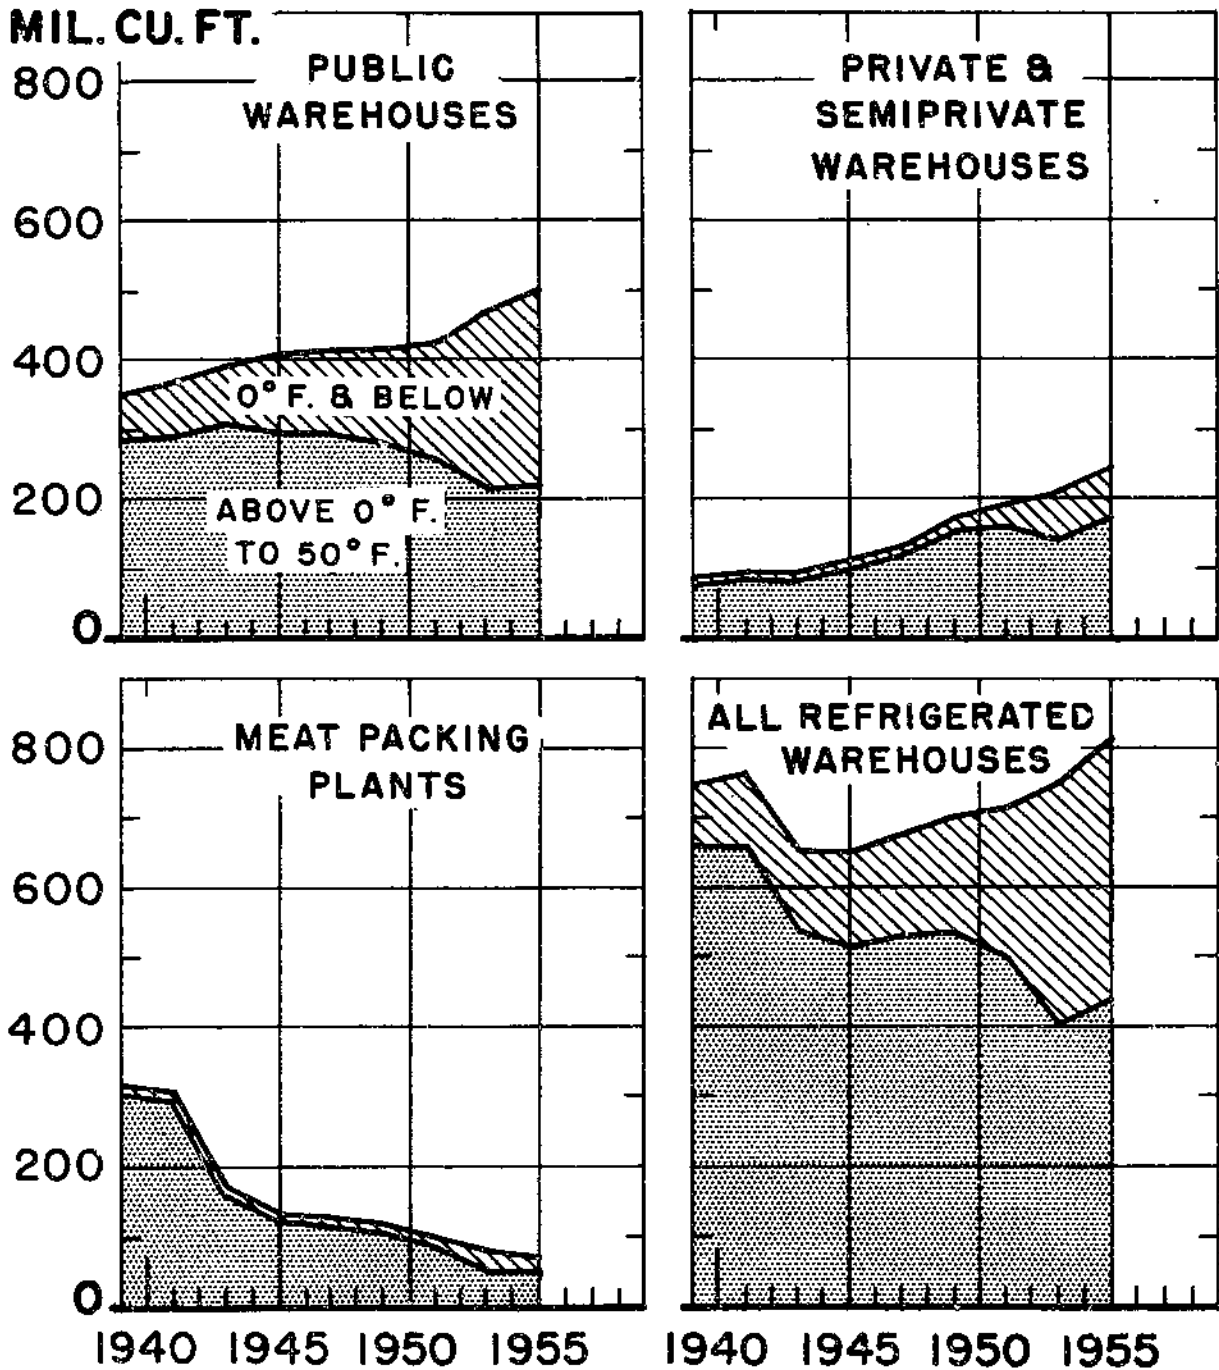 MIL. CU. FT.
PUBLIC
WAREHOUSES
800
600
400
200
0
0° F. & BELOW
ABOVE 0° F.
TO 50° F.
PRIVATE &
SEMIPRIVATE
WAREHOUSES
MEAT PACKING
PLANTS
800
600
400
200
0
1940 1945 1950 1955
ALL REFRIGERATED
WAREHOUSES
1940 1945 1950 1955